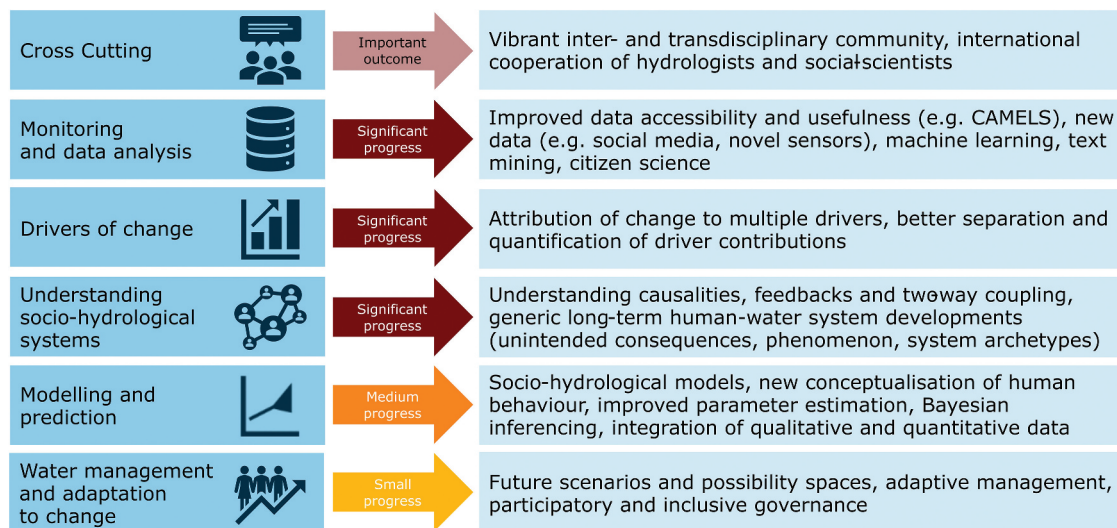 Cross Cutting
Important
outcome
Vibrant inter- and transdisciplinary community, international
cooperation of hydrologists and social-scientists
Monitoring
and data analysis
Significant
progress
Improved data accessibility and usefulness (e.g. CAMELS), new
data (e.g. social media, novel sensors), machine learning, text
mining, citizen science
Drivers of change
Significant
progress
Attribution of change to multiple drivers, better separation and
quantification of driver contributions
Understanding
socio-hydrological
systems
Significant
progress
Understanding causalities, feedbacks and two-way coupling,
generic long-term human-water system developments
(unintended consequences, phenomenon, system archetypes)
Modelling and
prediction
Medium
progress
Socio-hydrological models, new conceptualisation of human
behaviour, improved parameter estimation, Bayesian
inferencing, integration of qualitative and quantitative data
Water management
and adaptation
to change
Small
progress
Future scenarios and possibility spaces, adaptive management,
participatory and inclusive governance